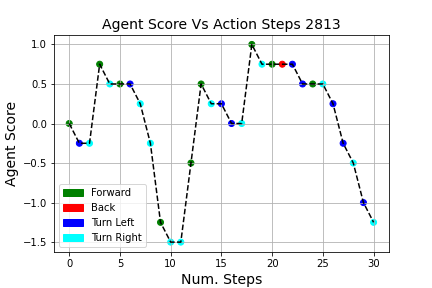 Agent Score Vs Action Steps 2813
Agent Score
1.0
0.5
0.0
−0.5
−1.0
−1.5
Forward
Back
Turn Left
Turn Right
0 5 10 15 20 25 30
Num. Steps